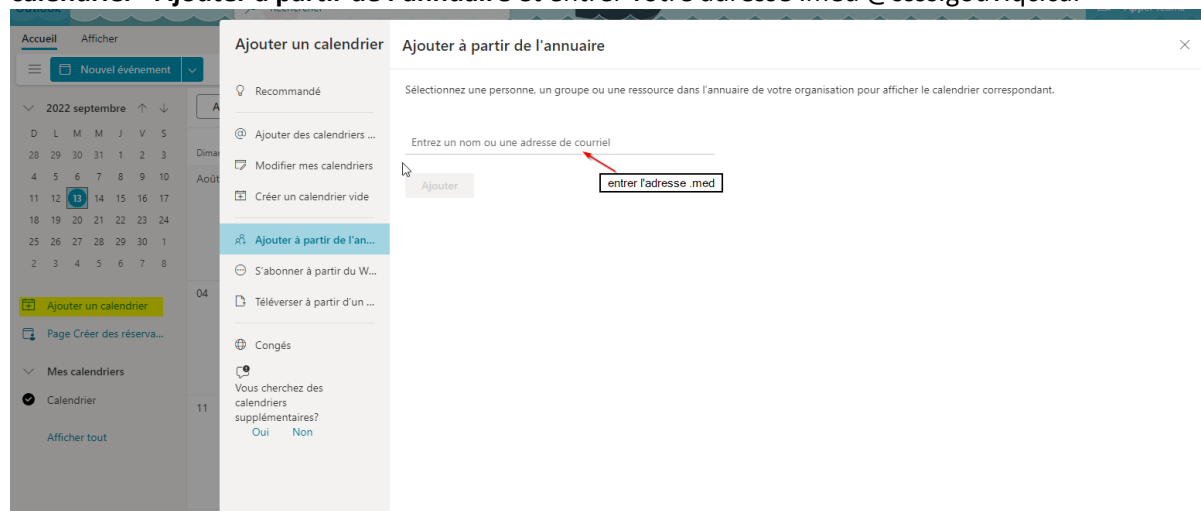 Accueil Afficher
Nouvel événement
2022 septembre
D L M M J V S
28 29 30 31 1 2 3
4 5 6 7 8 9 10
11 12 13 14 15 16 17
18 19 20 21 22 23 24
25 26 27 28 29 30 1
2 3 4 5 6 7 8
Ajouter un calendrier
Page Créer des réserva...
Mes calendriers
Calendrier
Afficher tout
A
Août
04
11
Ajouter un calendrier
Recommandé
Ajouter des calendriers ...
Modifier mes calendriers
Créer un calendrier vide
Ajouter à partir de l'an...
S'abonner à partir du W...
Téléverser à partir d'un ...
Congés
Vous cherchez des
calendriers
supplémentaires?
Oui Non
Ajouter à partir de l'annuaire
Sélectionnez une personne, un groupe ou une ressource dans l'annuaire de votre organisation pour afficher le calendrier correspondant.
Entrez un nom ou une adresse de courriel
entrer l'adresse .med
Ajouter